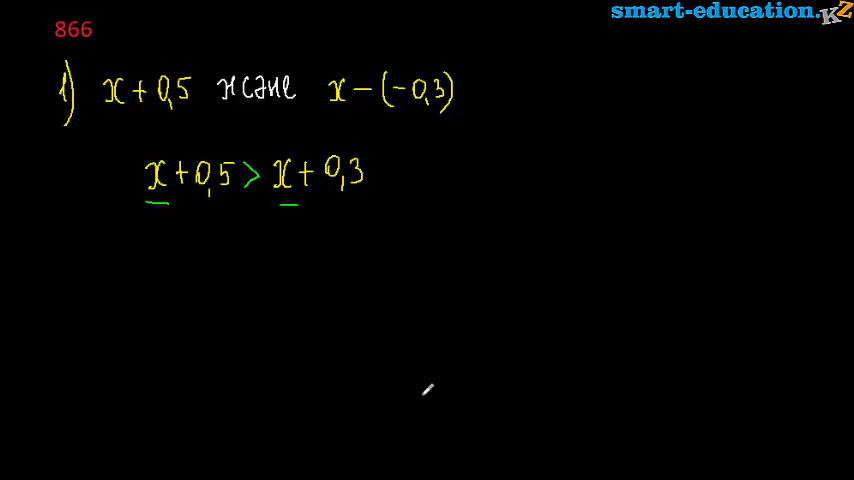 smart-education.KZ
866
1) x + 0,5 және x − (−0,3)
x + 0,5 > x + 0,3